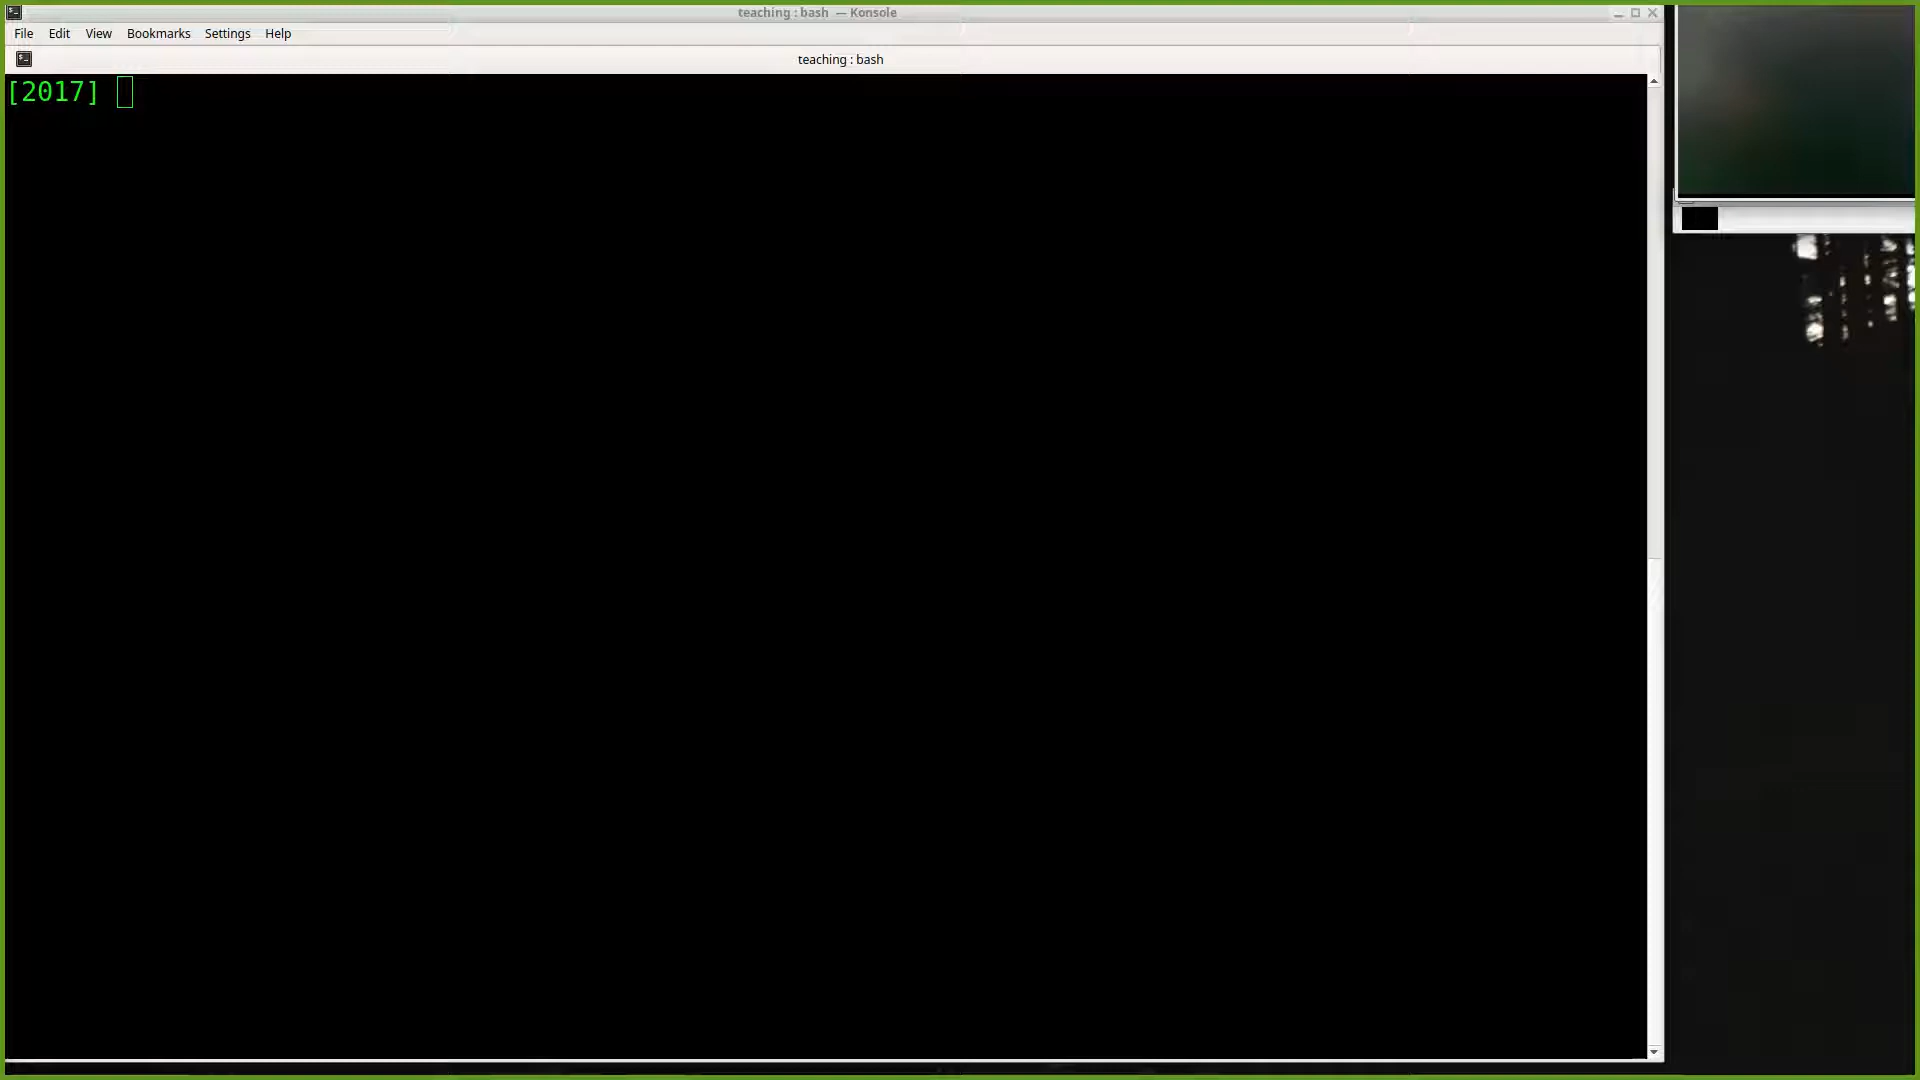 teaching : bash — Konsole
File Edit View Bookmarks Settings Help
teaching : bash
[2017]